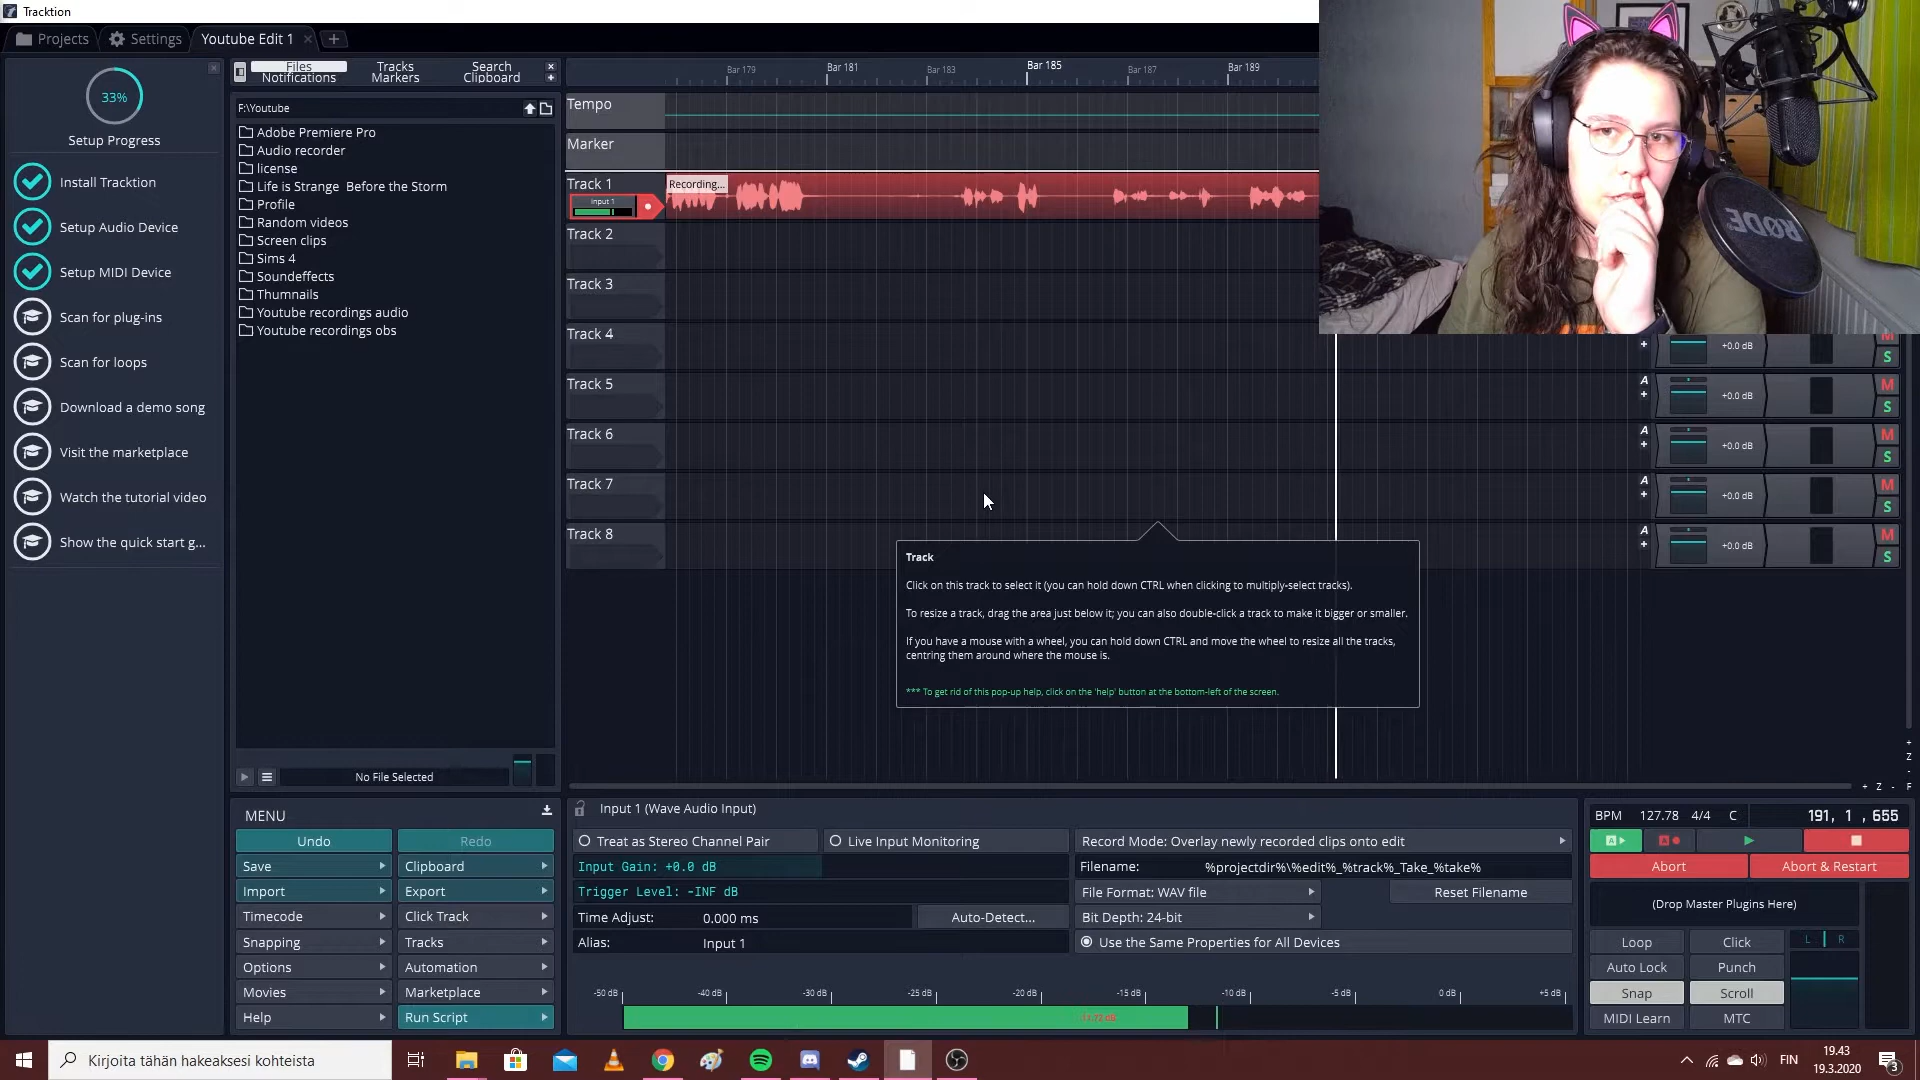 Tracktion
Projects
Settings
Youtube Edit 1
33%
Setup Progress
Install Tracktion
Setup Audio Device
Setup MIDI Device
Scan for plug-ins
Scan for loops
Download a demo song
Visit the marketplace
Watch the tutorial video
Show the quick start g...
Files
Notifications
Tracks
Markers
Search
Clipboard
F:\Youtube
Adobe Premiere Pro
Audio recorder
license
Life is Strange Before the Storm
Profile
Random videos
Screen clips
Sims 4
Soundeffects
Thumnails
Youtube recordings audio
Youtube recordings obs
No File Selected
Bar 179
Bar 181
Bar 183
Bar 185
Bar 187
Bar 189
Tempo
Marker
Track 1
input 1
Recording...
Track 2
Track 3
Track 4
Track 5
Track 6
Track 7
Track 8
RØDE
+0.0 dB
M
S
A
+0.0 dB
M
S
A
+0.0 dB
M
S
A
+0.0 dB
M
S
A
+0.0 dB
M
S
Track
Click on this track to select it (you can hold down CTRL when clicking to multiply-select tracks).
To resize a track, drag the area just below it; you can also double-click a track to make it bigger or smaller.
If you have a mouse with a wheel, you can hold down CTRL and move the wheel to resize all the tracks,
centring them around where the mouse is.
*** To get rid of this pop-up help, click on the 'help' button at the bottom-left of the screen.
+
Z
-
+ Z - F
MENU
Undo
Redo
Save
Clipboard
Import
Export
Timecode
Click Track
Snapping
Tracks
Options
Automation
Movies
Marketplace
Help
Run Script
Input 1 (Wave Audio Input)
Treat as Stereo Channel Pair
Live Input Monitoring
Input Gain: +0.0 dB
Trigger Level: -INF dB
Time Adjust: 0.000 ms
Auto-Detect...
Alias: Input 1
Record Mode: Overlay newly recorded clips onto edit
Filename: %projectdir%\%edit%_%track%_Take_%take%
File Format: WAV file
Reset Filename
Bit Depth: 24-bit
Use the Same Properties for All Devices
-50 dB
-40 dB
-30 dB
-25 dB
-20 dB
-15 dB
-10 dB
-5 dB
0 dB
+5 dB
BPM 127.78 4/4 C 191, 1 , 655
Abort
Abort & Restart
(Drop Master Plugins Here)
Loop
Click
L R
Auto Lock
Punch
Snap
Scroll
MIDI Learn
MTC
Kirjoita tähän hakeaksesi kohteista
FIN
19.43
19.3.2020
3